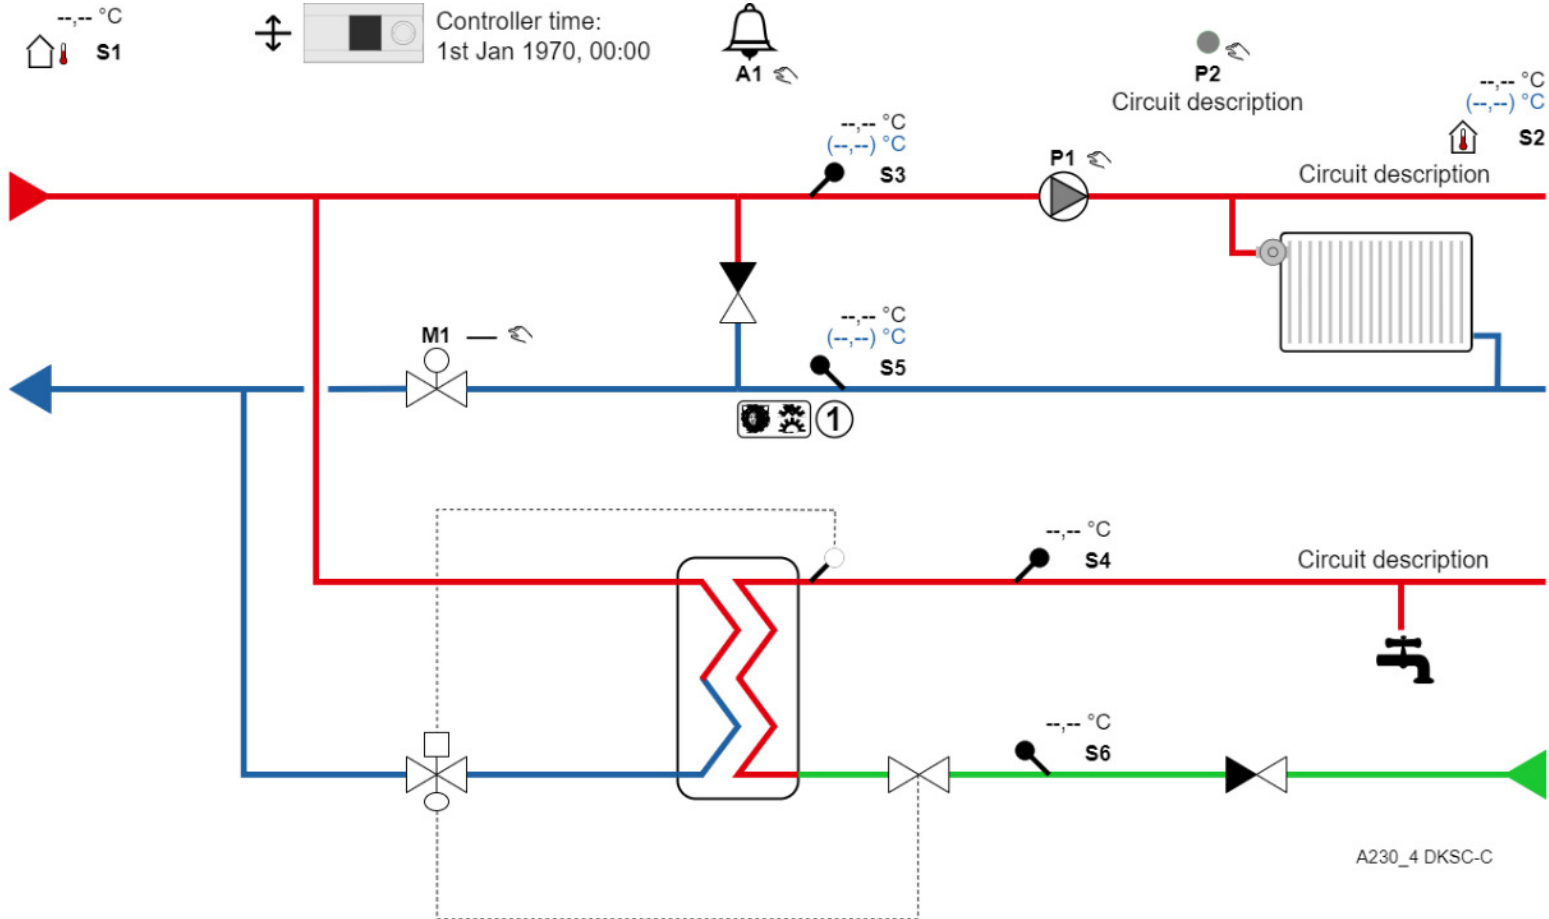 --,-- °C
S1
Controller time:
1st Jan 1970, 00:00
A1
P2
Circuit description
--,-- °C
(--,--) °C
S2
--,-- °C
(--,--) °C
S3
P1
Circuit description
M1
--,-- °C
(--,--) °C
S5
1
--,-- °C
S4
Circuit description
--,-- °C
S6
A230_4 DKSC-C